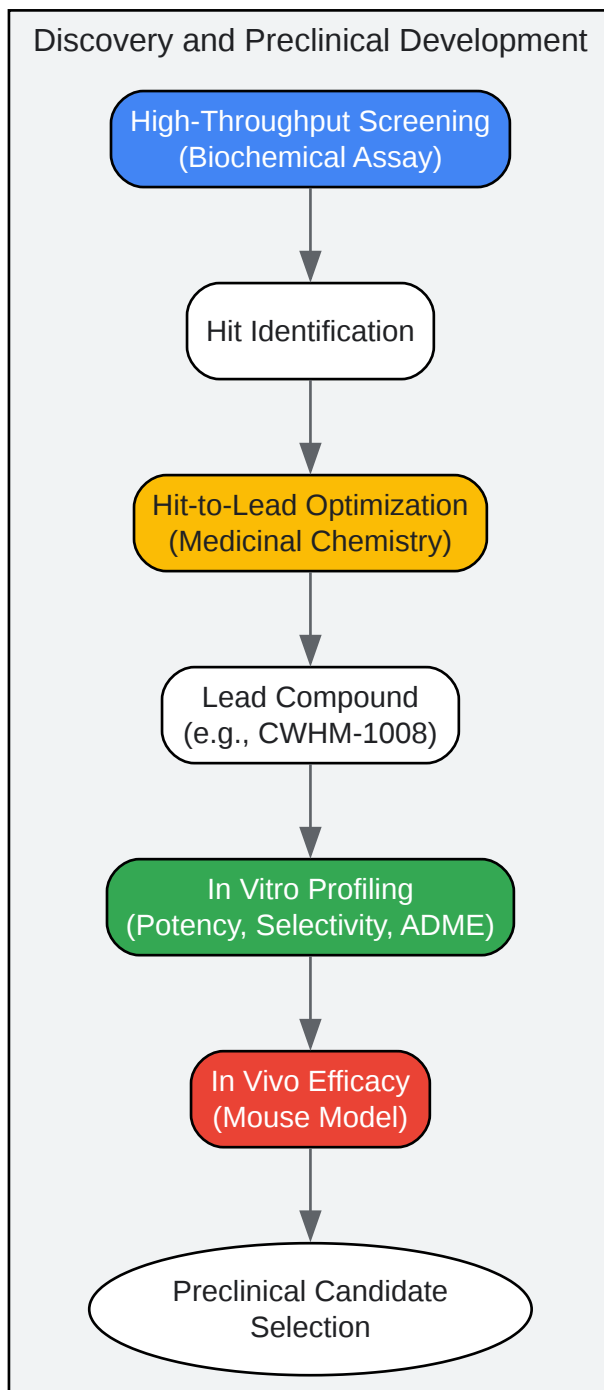 Discovery and Preclinical Development
High-Throughput Screening
(Biochemical Assay)
Hit Identification
Hit-to-Lead Optimization
(Medicinal Chemistry)
Lead Compound
(e.g., CWHM-1008)
In Vitro Profiling
(Potency, Selectivity, ADME)
In Vivo Efficacy
(Mouse Model)
Preclinical Candidate
Selection